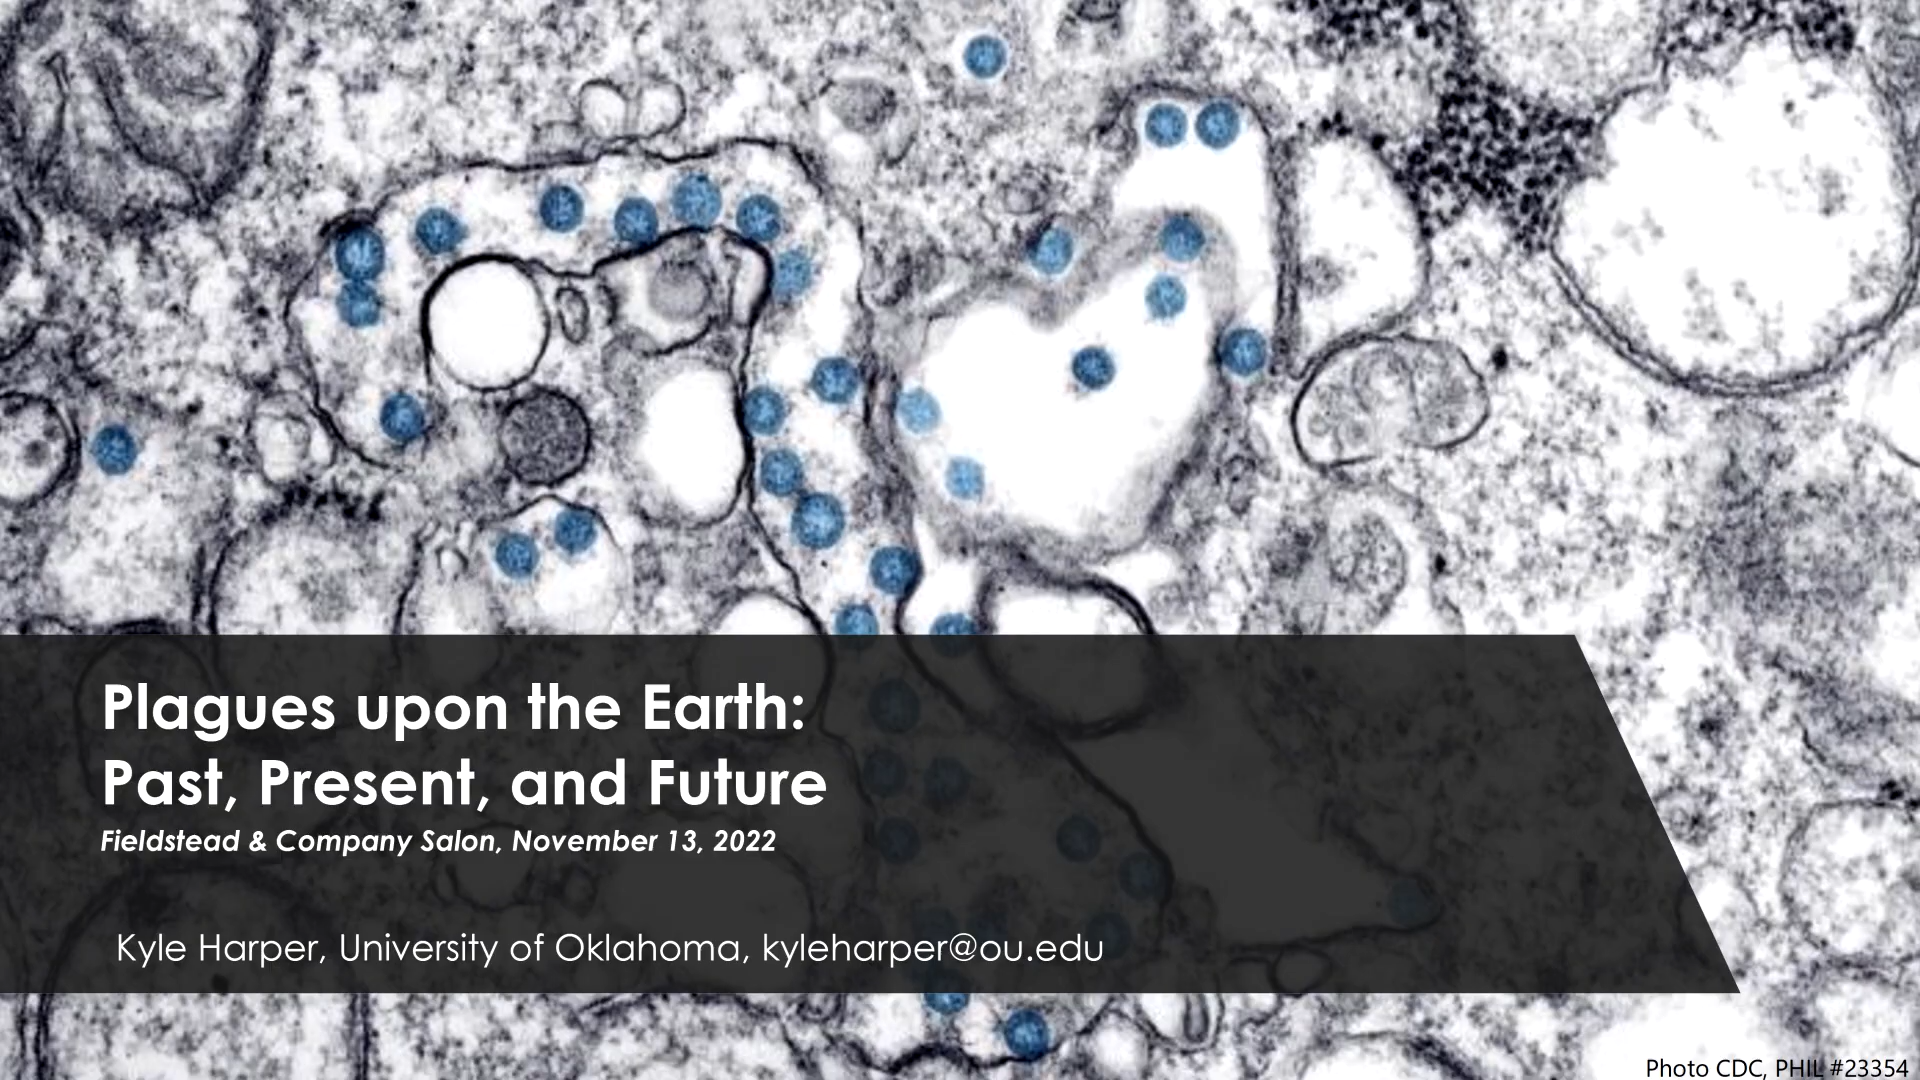 Plagues upon the Earth:
Past, Present, and Future
Fieldstead & Company Salon, November 13, 2022
Kyle Harper, University of Oklahoma, kyleharper@ou.edu
Photo CDC, PHIL #23354